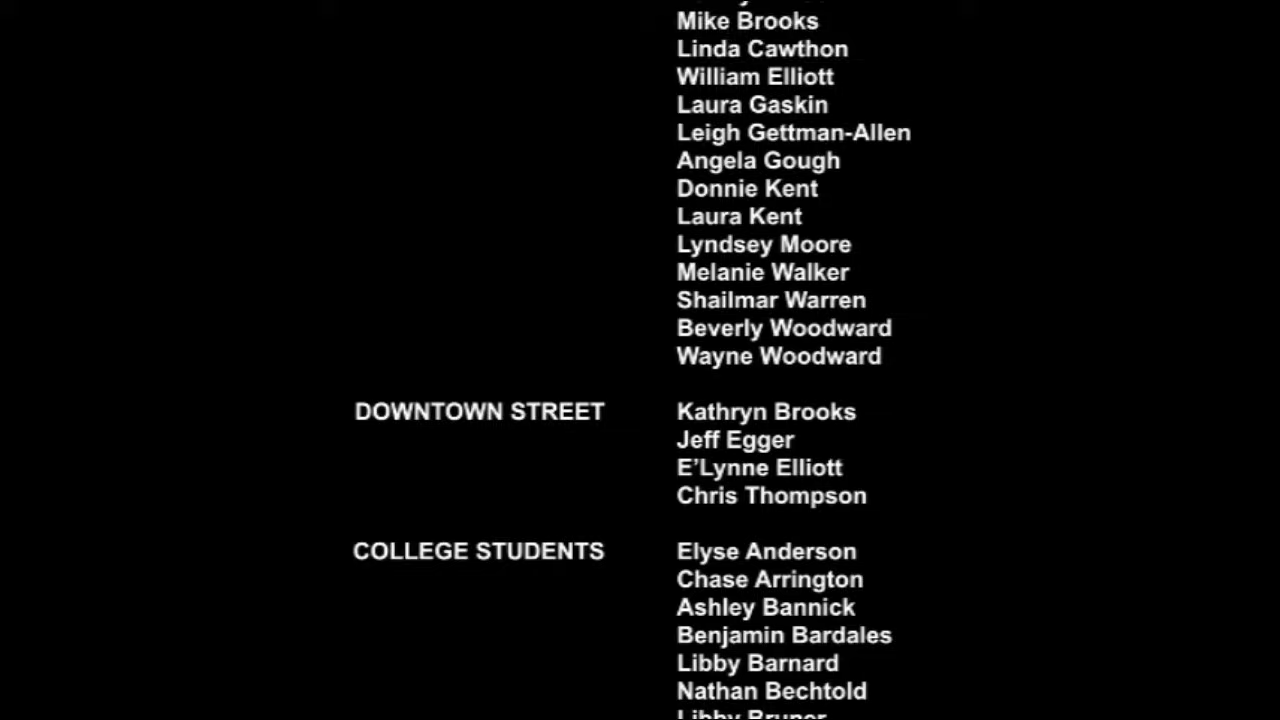 Mike Brooks
Linda Cawthon
William Elliott
Laura Gaskin
Leigh Gettman-Allen
Angela Gough
Donnie Kent
Laura Kent
Lyndsey Moore
Melanie Walker
Shailmar Warren
Beverly Woodward
Wayne Woodward
DOWNTOWN STREET Kathryn Brooks
Jeff Egger
E’Lynne Elliott
Chris Thompson
COLLEGE STUDENTS Elyse Anderson
Chase Arrington
Ashley Bannick
Benjamin Bardales
Libby Barnard
Nathan Bechtold
Libby Bruner